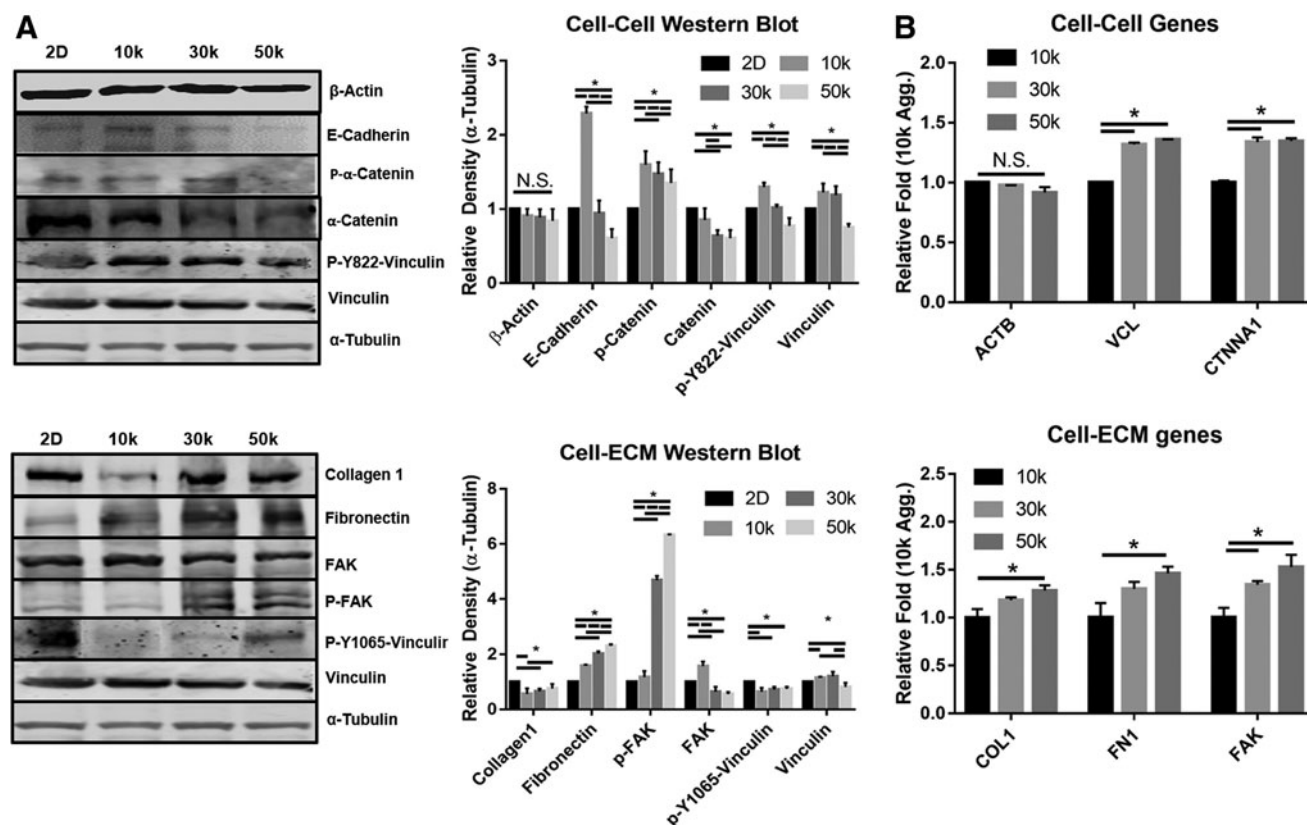 A
2D 10k 30k 50k
β-Actin
E-Cadherin
P-α-Catenin
α-Catenin
P-Y822-Vinculin
Vinculin
α-Tubulin
Cell-Cell Western Blot
2D 10k
30k 50k
Relative Density (α-Tubulin)
3
2
1
0
N.S.
*
*
*
*
*
β-Actin
E-Cadherin
p-Catenin
Catenin
p-Y822-Vinculin
Vinculin
B
Cell-Cell Genes
10k
30k
50k
Relative Fold (10k Agg.)
2.0
1.5
1.0
0.5
0.0
N.S.
*
*
ACTB
VCL
CTNNA1
2D 10k 30k 50k
Collagen 1
Fibronectin
FAK
P-FAK
P-Y1065-Vinculir
Vinculin
α-Tubulin
Cell-ECM Western Blot
2D 30k
10k 50k
Relative Density (α-Tubulin)
8
6
4
2
0
*
*
*
*
*
*
Collagen1
Fibronectin
p-FAK
FAK
p-Y1065-Vinculin
Vinculin
Cell-ECM genes
10k
30k
50k
Relative Fold (10k Agg.)
2.5
2.0
1.5
1.0
0.5
0.0
*
*
*
COL1
FN1
FAK